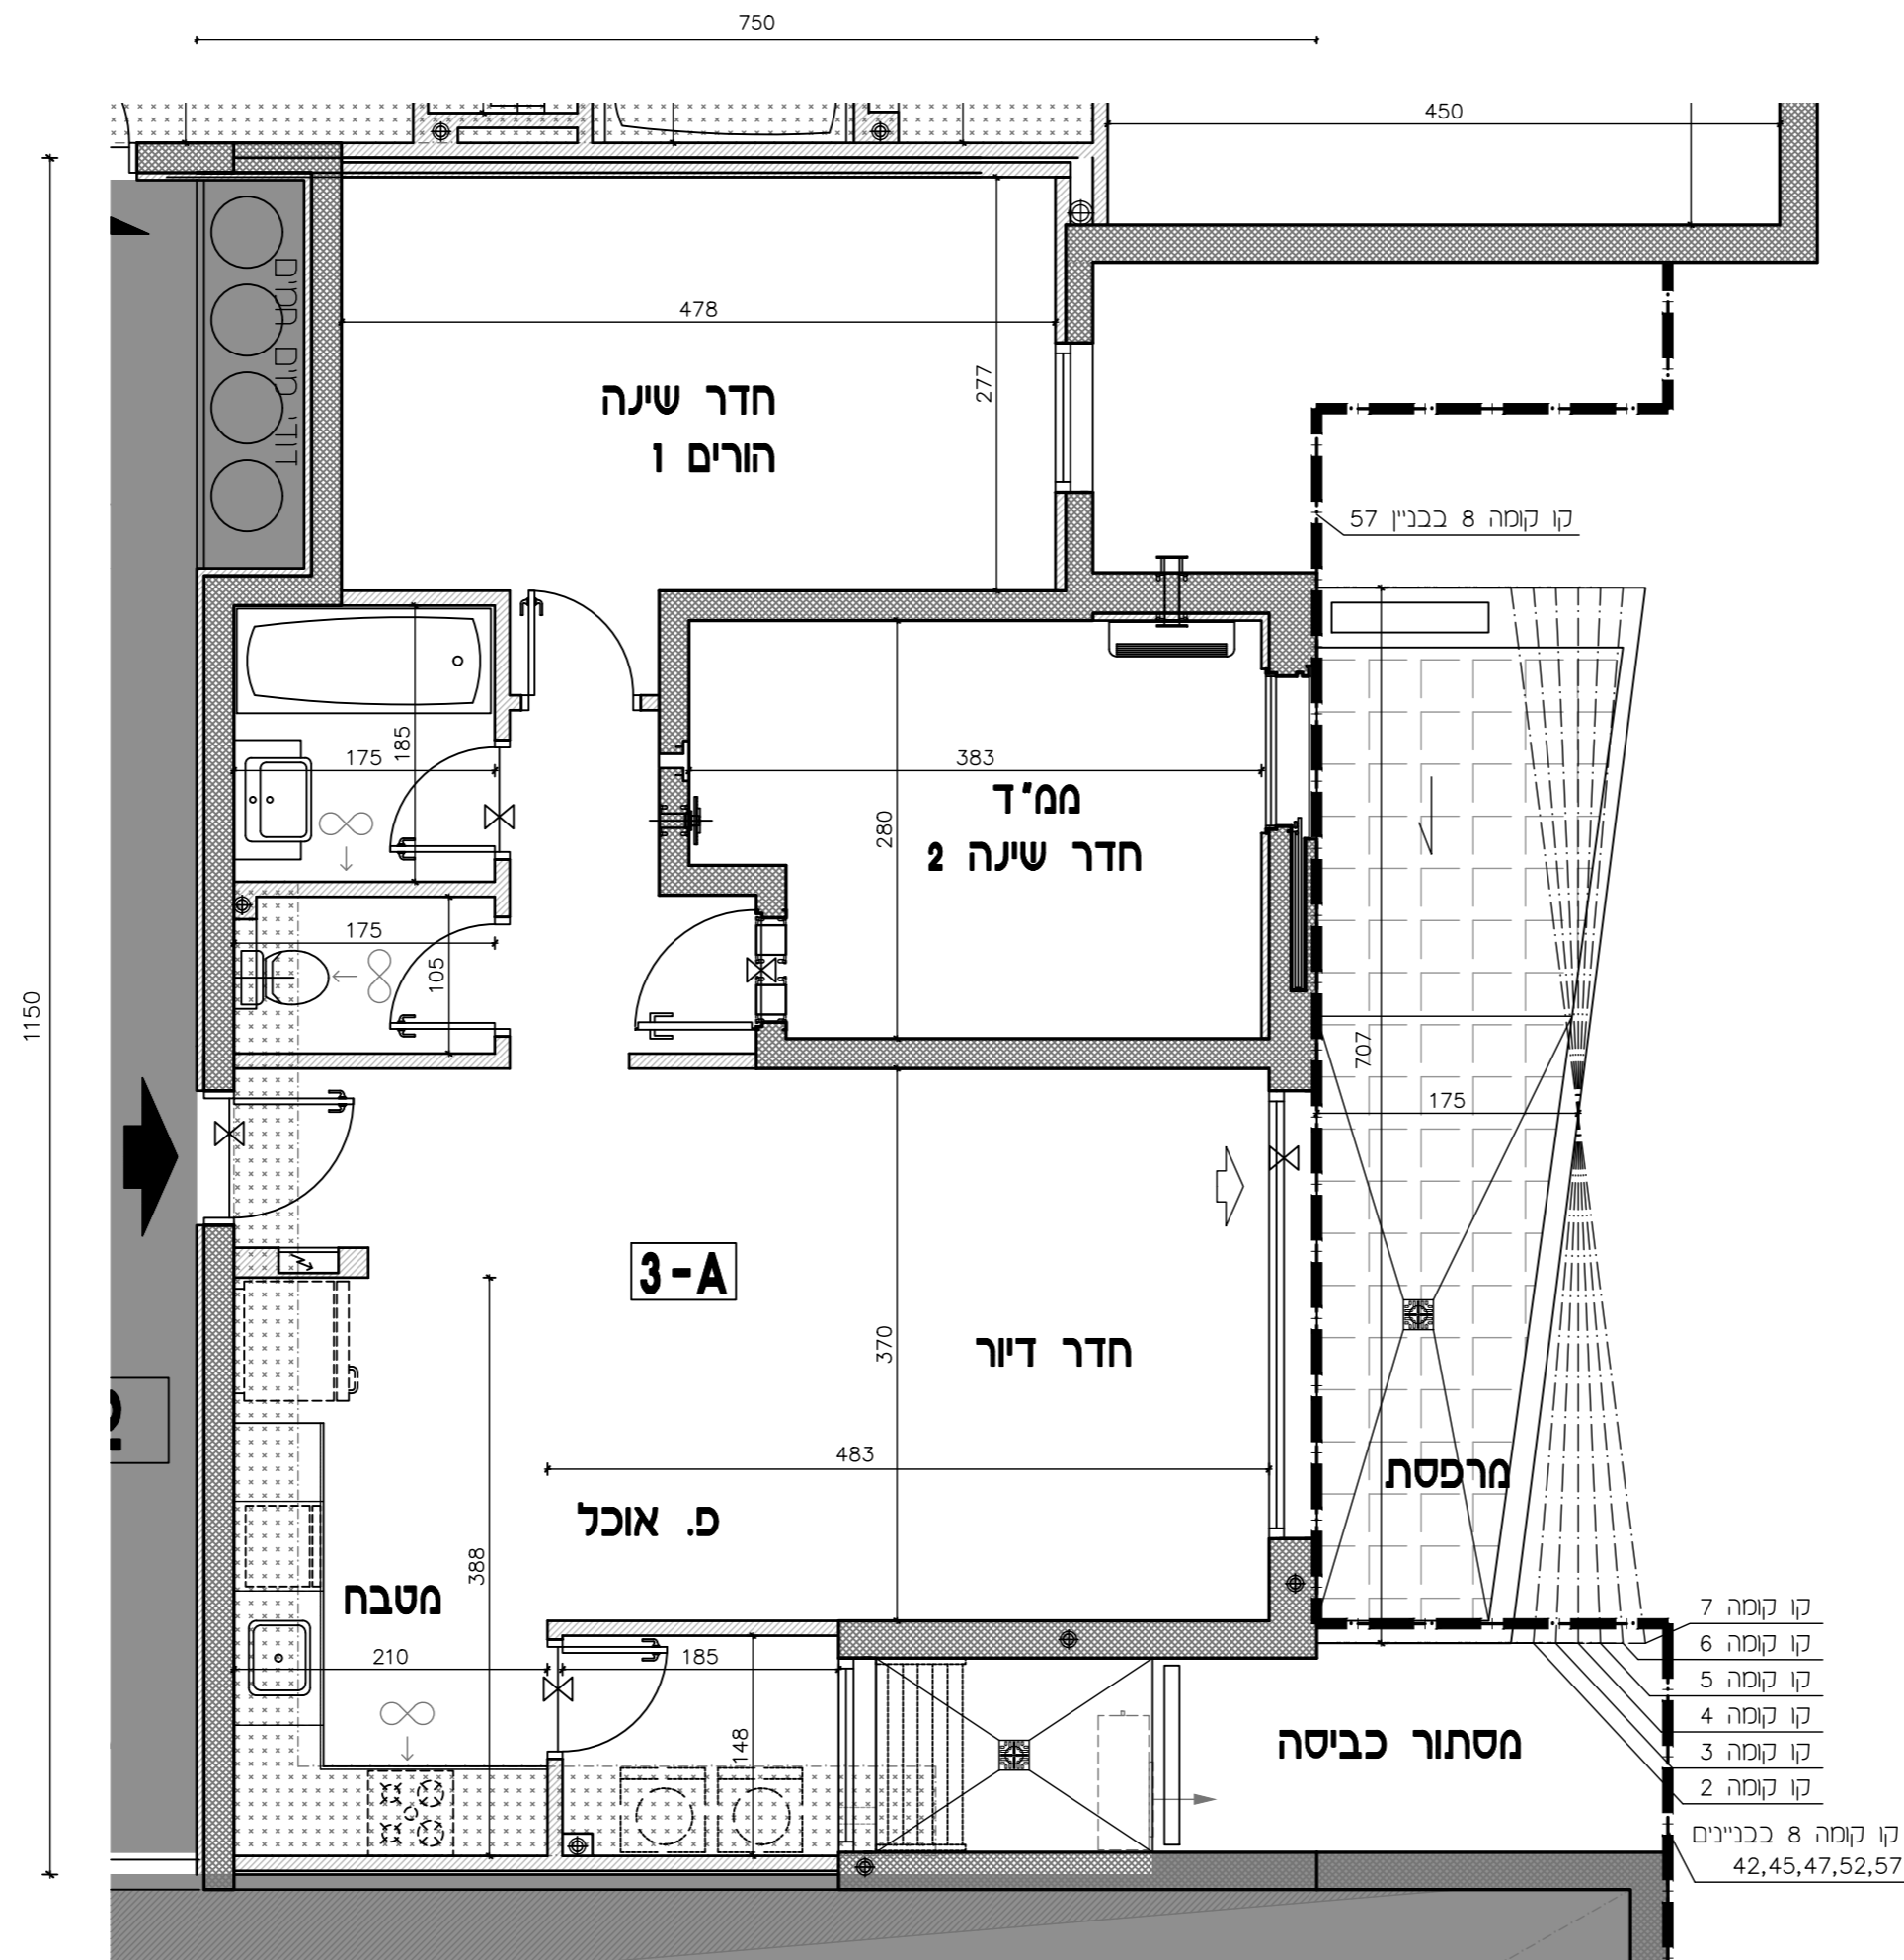 750
450
דודי מים חמים
478
277
חדר שינה
הורים 1
קו קומה 8 בבניין 57
185
175
383
ממ"ד
חדר שינה 2
280
175
105
1150
707
175
3-A
370
חדר דיור
483
מרפסת
פ. אוכל
388
מטבח
210
185
148
מסתור כביסה
קו קומה 7
קו קומה 6
קו קומה 5
קו קומה 4
קו קומה 3
קו קומה 2
קו קומה 8 בבניינים
42,45,47,52,57